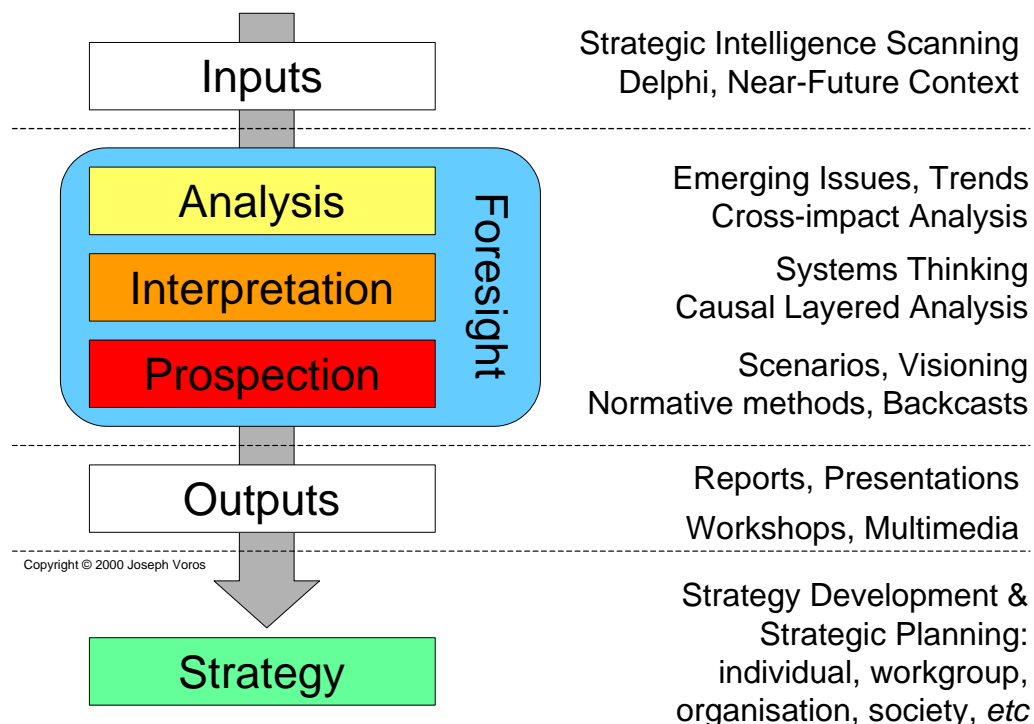 Inputs
Strategic Intelligence Scanning
Delphi, Near-Future Context
Foresight
Analysis
Emerging Issues, Trends
Cross-impact Analysis
Interpretation
Systems Thinking
Causal Layered Analysis
Prospection
Scenarios, Visioning
Normative methods, Backcasts
Outputs
Reports, Presentations
Workshops, Multimedia
Copyright © 2000 Joseph Voros
Strategy
Strategy Development &
Strategic Planning:
individual, workgroup,
organisation, society, etc